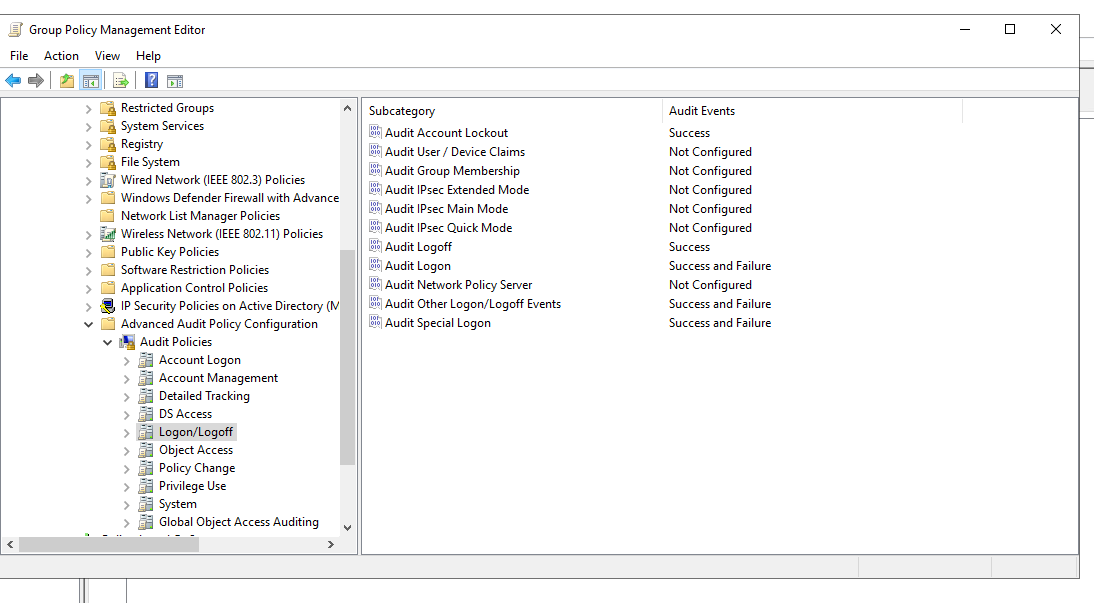 Group Policy Management Editor
File Action View Help
Restricted Groups
System Services
Registry
File System
Wired Network (IEEE 802.3) Policies
Windows Defender Firewall with Advance
Network List Manager Policies
Wireless Network (IEEE 802.11) Policies
Public Key Policies
Software Restriction Policies
Application Control Policies
IP Security Policies on Active Directory (M
Advanced Audit Policy Configuration
Audit Policies
Account Logon
Account Management
Detailed Tracking
DS Access
Logon/Logoff
Object Access
Policy Change
Privilege Use
System
Global Object Access Auditing
Subcategory Audit Events
Audit Account Lockout Success
Audit User / Device Claims Not Configured
Audit Group Membership Not Configured
Audit IPsec Extended Mode Not Configured
Audit IPsec Main Mode Not Configured
Audit IPsec Quick Mode Not Configured
Audit Logoff Success
Audit Logon Success and Failure
Audit Network Policy Server Not Configured
Audit Other Logon/Logoff Events Success and Failure
Audit Special Logon Success and Failure